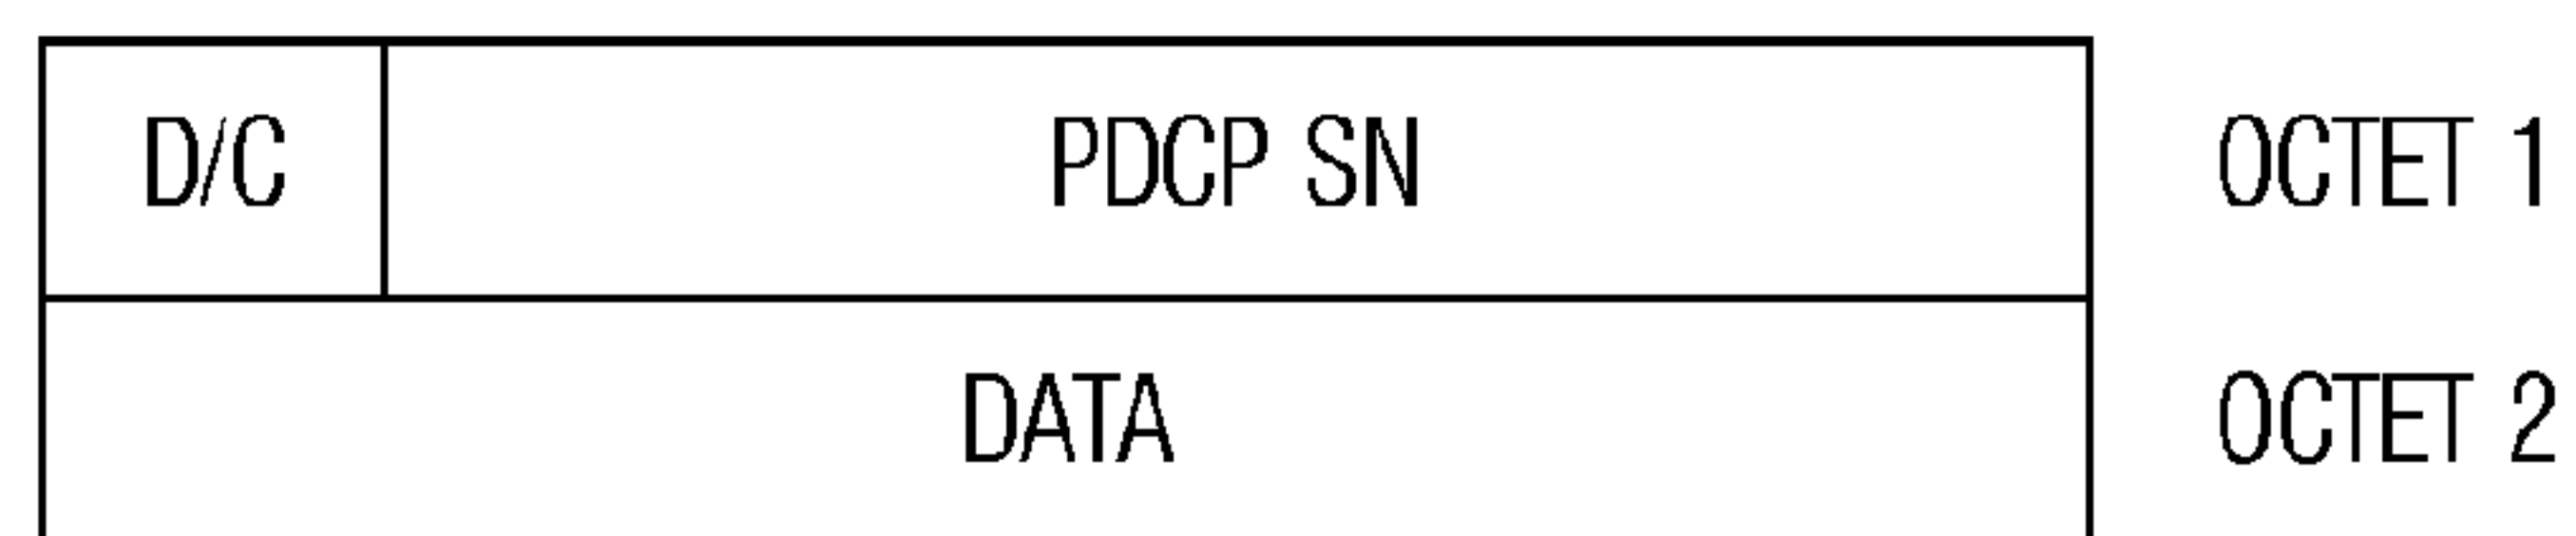 D/C PDCP SN OCTET 1
DATA OCTET 2